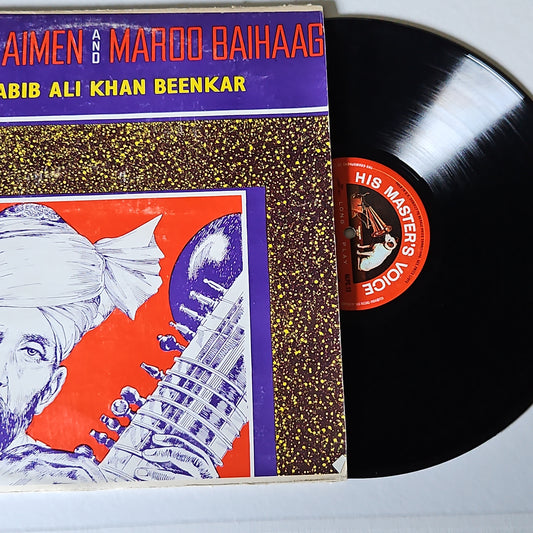 AIMEN AND MAROO BAIHAAG
ABIB ALI KHAN BEENKAR
HIS MASTER'S VOICE
LONG PLAY